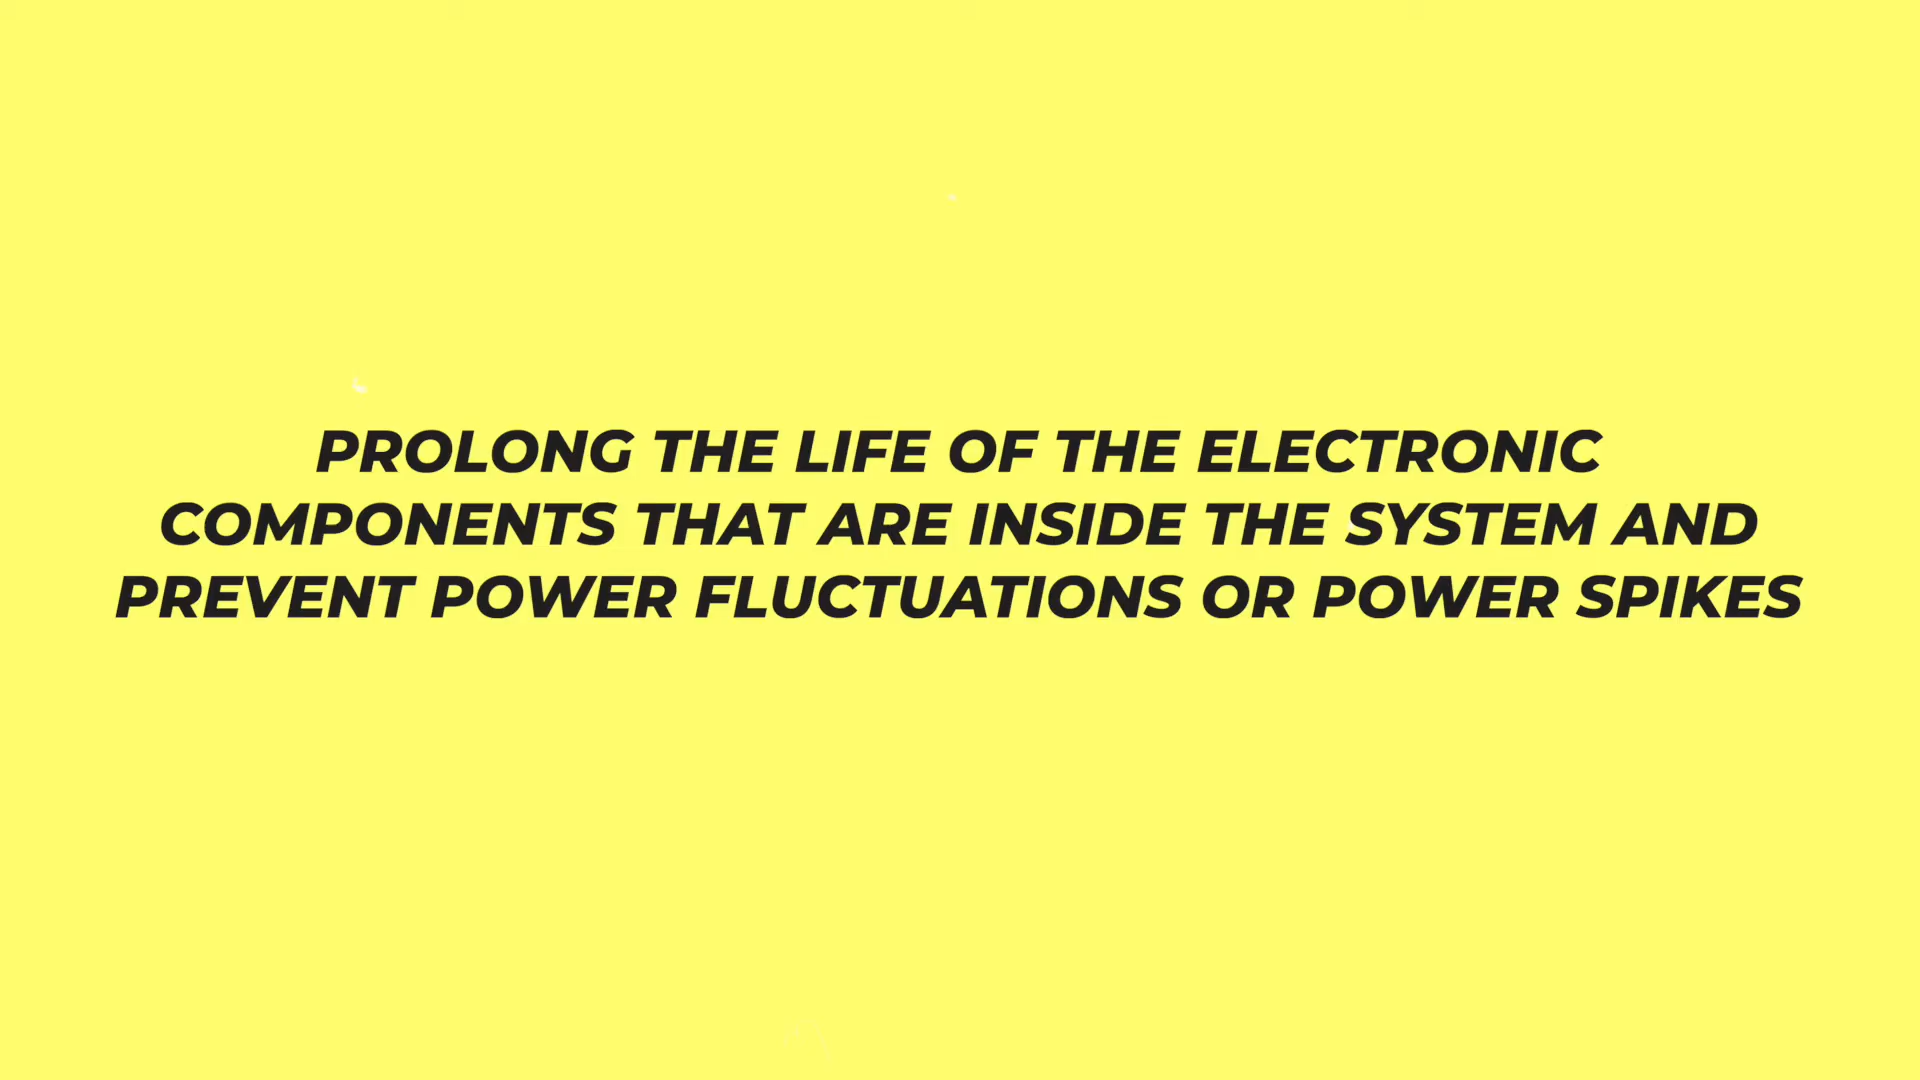 PROLONG THE LIFE OF THE ELECTRONIC
COMPONENTS THAT ARE INSIDE THE SYSTEM AND
PREVENT POWER FLUCTUATIONS OR POWER SPIKES